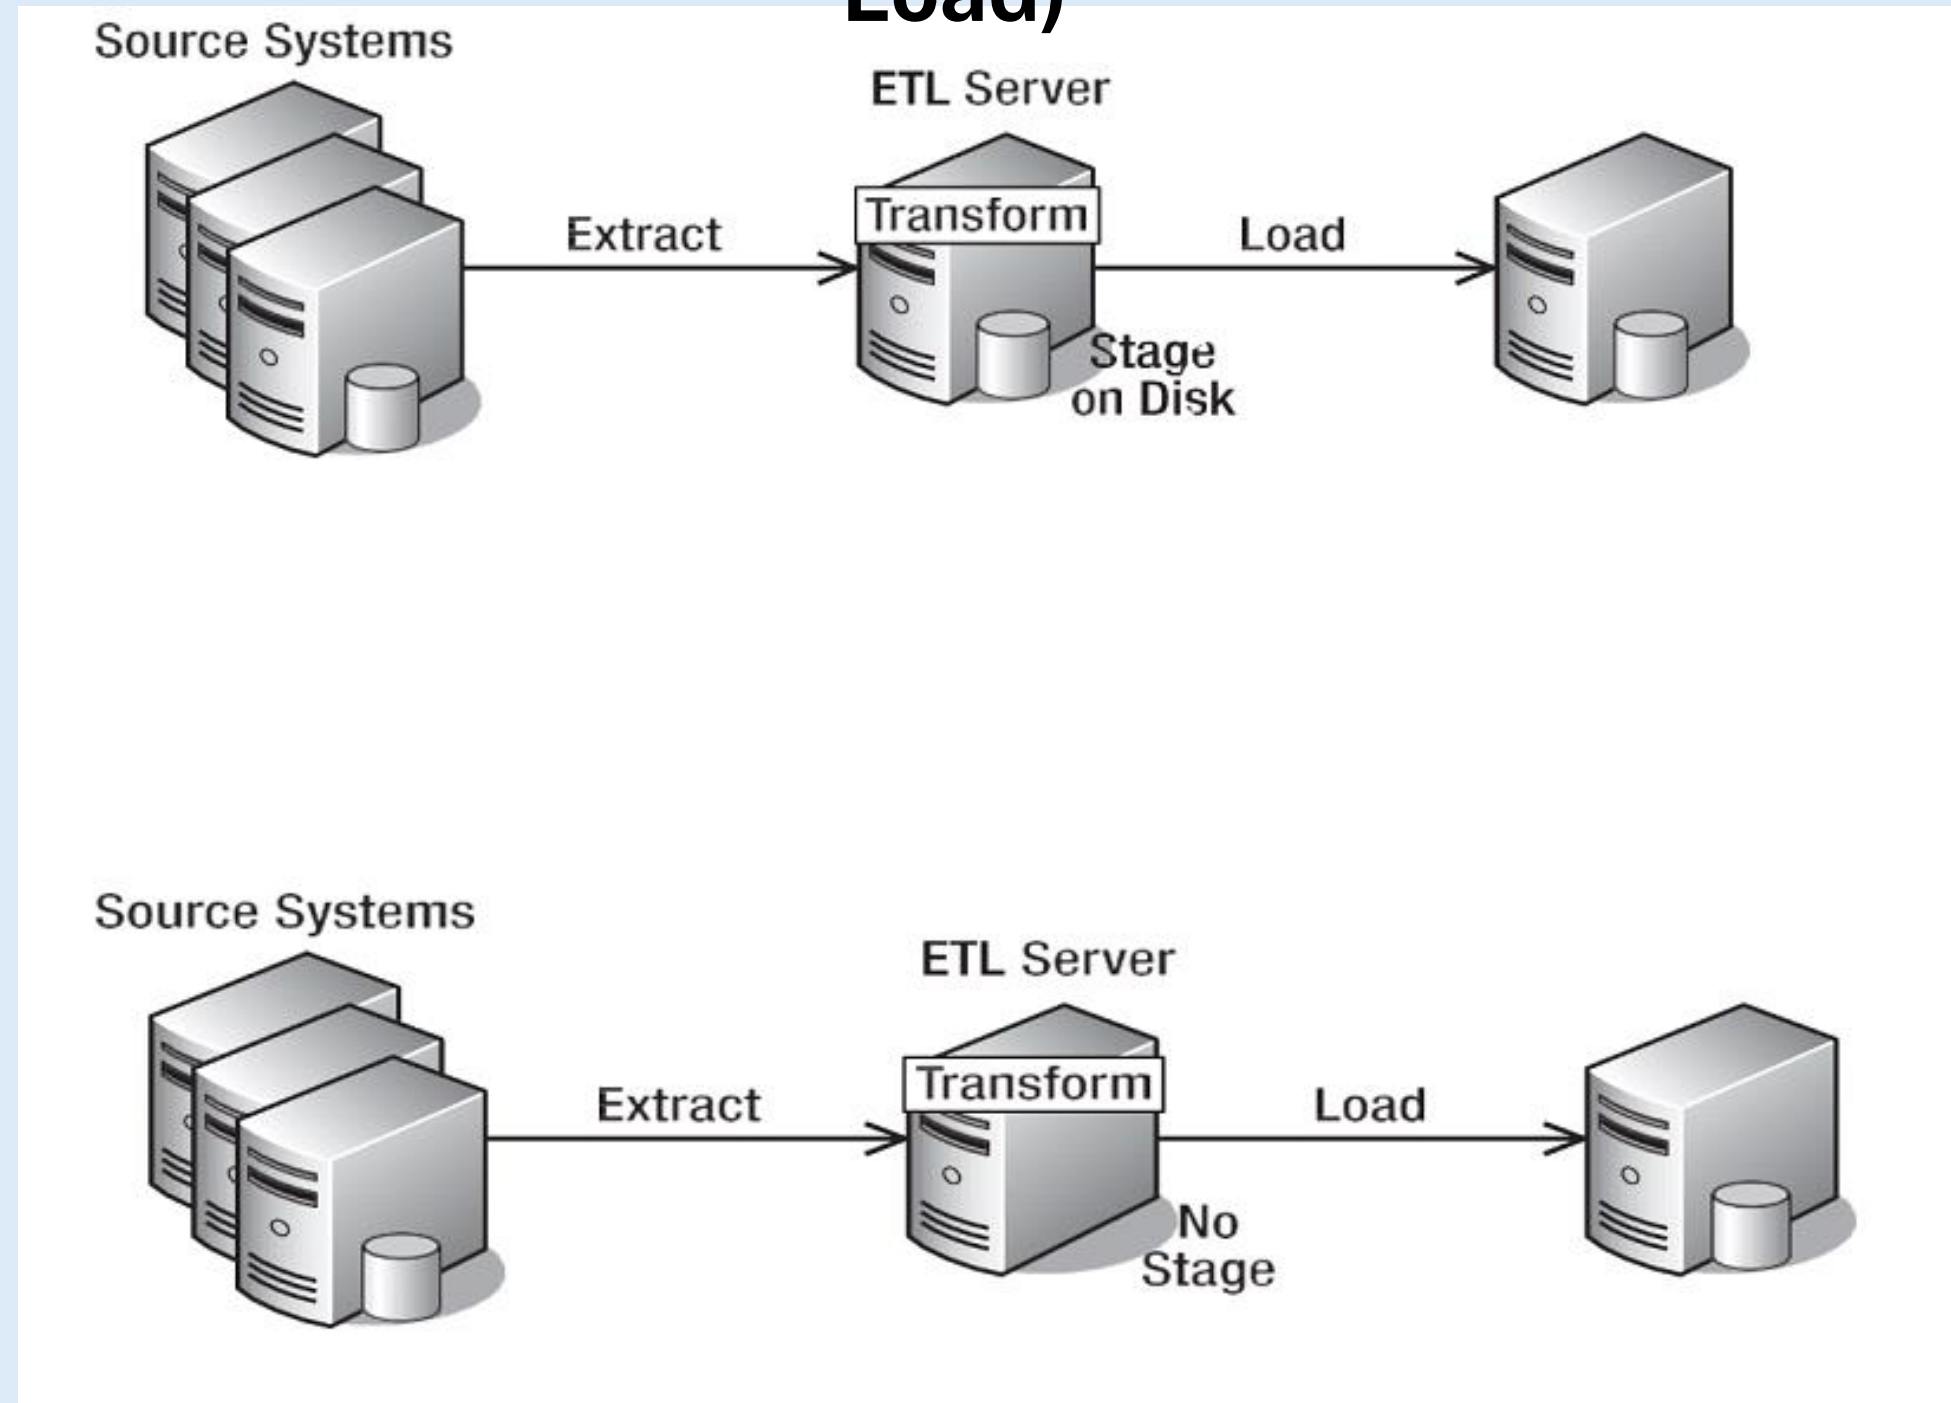 Load)
Source Systems
ETL Server
Transform
Extract
Load
Stage
on Disk
Source Systems
ETL Server
Transform
Extract
Load
No
Stage